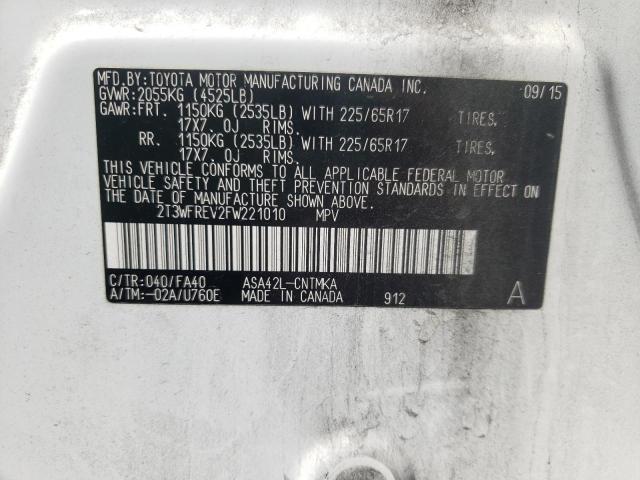 MFD.BY:TOYOTA MOTOR MANUFACTURING CANADA INC. 09/15
GVWR:2055KG (4525LB)
GAWR:FRT. 1150KG (2535LB) WITH 225/65R17 TIRES,
17X7.0J RIMS.
RR. 1150KG (2535LB) WITH 225/65R17 TIRES,
17X7.0J RIMS.
THIS VEHICLE CONFORMS TO ALL APPLICABLE FEDERAL MOTOR
VEHICLE SAFETY AND THEFT PREVENTION STANDARDS IN EFFECT ON
THE DATE OF MANUFACTURE SHOWN ABOVE.
2T3WFREV2FW221010 MPV
C/TR:040/FA40 ASA42L-CNTMKA
A/TM:-02A/U760E MADE IN CANADA 912 A